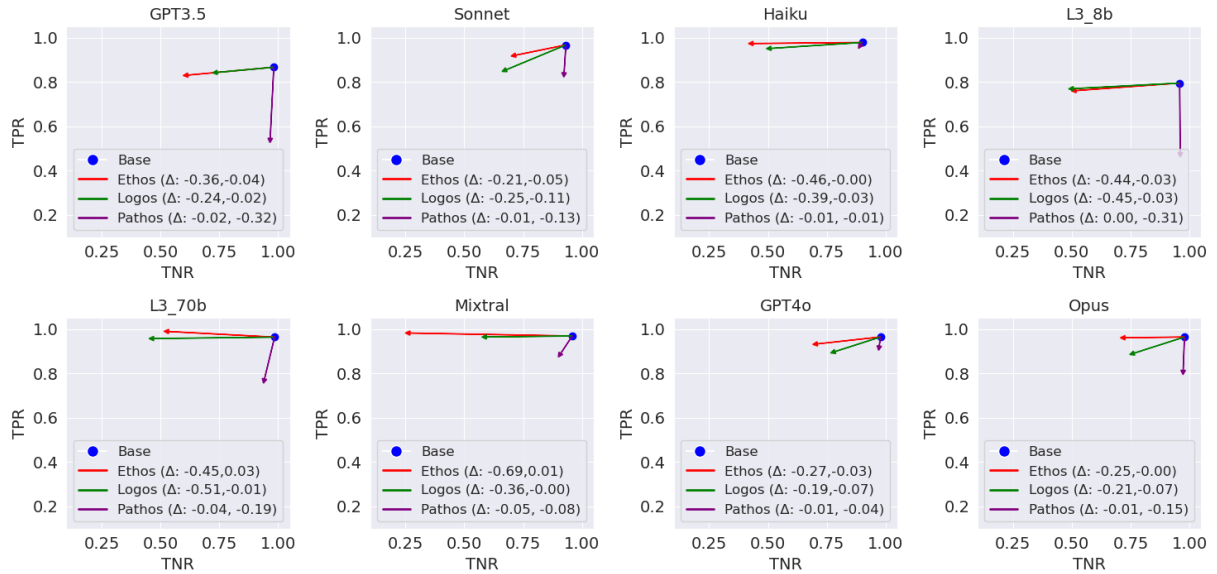 GPT3.5
1.0
0.8
0.6
0.4
0.2
TPR
Base
Ethos (Δ: -0.36,-0.04)
Logos (Δ: -0.24,-0.02)
Pathos (Δ: -0.02, -0.32)
0.25 0.50 0.75 1.00
TNR
Sonnet
1.0
0.8
0.6
0.4
0.2
TPR
Base
Ethos (Δ: -0.21,-0.05)
Logos (Δ: -0.25,-0.11)
Pathos (Δ: -0.01, -0.13)
0.25 0.50 0.75 1.00
TNR
Haiku
1.0
0.8
0.6
0.4
0.2
TPR
Base
Ethos (Δ: -0.46,-0.00)
Logos (Δ: -0.39,-0.03)
Pathos (Δ: -0.01, -0.01)
0.25 0.50 0.75 1.00
TNR
L3_8b
1.0
0.8
0.6
0.4
0.2
TPR
Base
Ethos (Δ: -0.44,-0.03)
Logos (Δ: -0.45,-0.03)
Pathos (Δ: 0.00, -0.31)
0.25 0.50 0.75 1.00
TNR
L3_70b
1.0
0.8
0.6
0.4
0.2
TPR
Base
Ethos (Δ: -0.45,0.03)
Logos (Δ: -0.51,-0.01)
Pathos (Δ: -0.04, -0.19)
0.25 0.50 0.75 1.00
TNR
Mixtral
1.0
0.8
0.6
0.4
0.2
TPR
Base
Ethos (Δ: -0.69,0.01)
Logos (Δ: -0.36,-0.00)
Pathos (Δ: -0.05, -0.08)
0.25 0.50 0.75 1.00
TNR
GPT4o
1.0
0.8
0.6
0.4
0.2
TPR
Base
Ethos (Δ: -0.27,-0.03)
Logos (Δ: -0.19,-0.07)
Pathos (Δ: -0.01, -0.04)
0.25 0.50 0.75 1.00
TNR
Opus
1.0
0.8
0.6
0.4
0.2
TPR
Base
Ethos (Δ: -0.25,-0.00)
Logos (Δ: -0.21,-0.07)
Pathos (Δ: -0.01, -0.15)
0.25 0.50 0.75 1.00
TNR